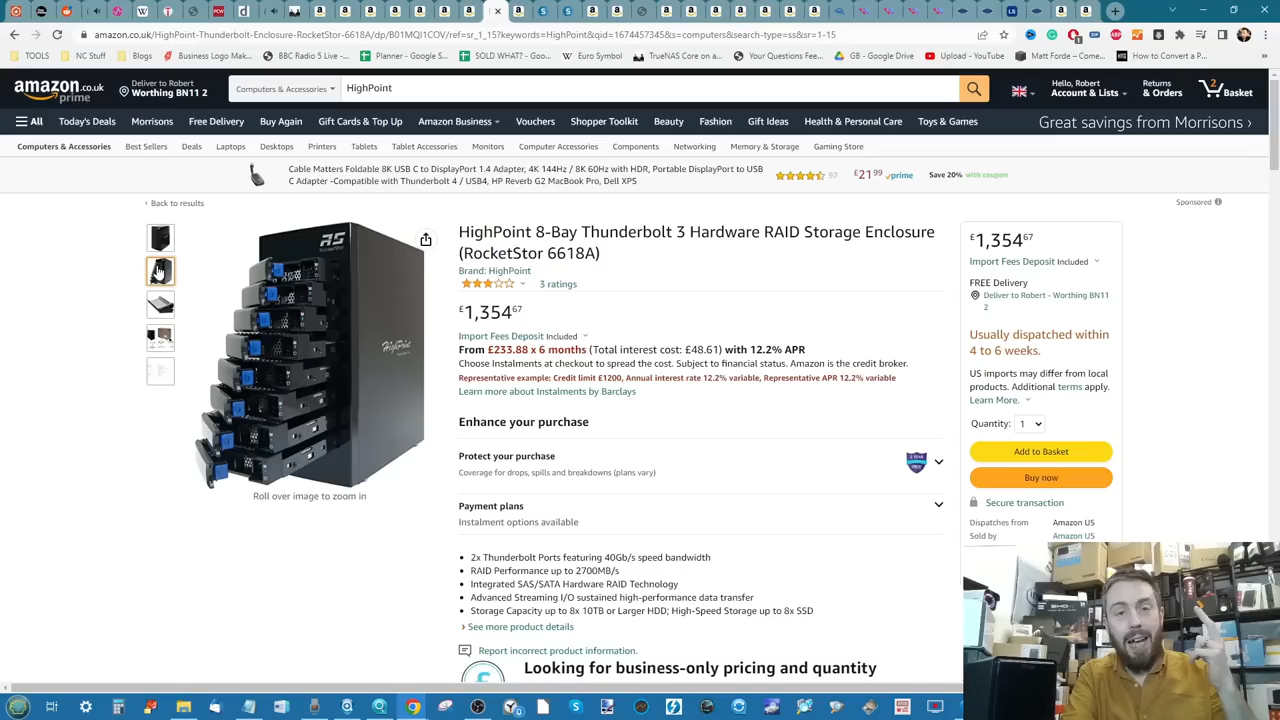 amazon.co.uk/HighPoint-Thunderbolt-Enclosure-RocketStor-6618A/dp/B01MQI1COV/ref=sr_1_15?keywords=HighPoint&qid=1674457345&s=computers&search-type=ss&sr=1-15
TOOLS NC Stuff Blogs Business Logo Mak... BBC Radio 5 Live -... Planner - Google S... SOLD WHAT? - Goo... Euro Symbol TrueNAS Core on a... Your Questions Fee... GB - Google Drive Upload - YouTube Matt Forde – Come... How to Convert a P...
amazon.co.uk
prime
Deliver to Robert
Worthing BN11 2
Computers & Accessories
HighPoint
Hello, Robert
Account & Lists
Returns
& Orders
2
Basket
All Today's Deals Morrisons Free Delivery Buy Again Gift Cards & Top Up Amazon Business Vouchers Shopper Toolkit Beauty Fashion Gift Ideas Health & Personal Care Toys & Games Great savings from Morrisons ›
Computers & Accessories Best Sellers Deals Laptops Desktops Printers Tablets Tablet Accessories Monitors Computer Accessories Components Networking Memory & Storage Gaming Store
Cable Matters Foldable 8K USB C to DisplayPort 1.4 Adapter, 4K 144Hz / 8K 60Hz with HDR, Portable DisplayPort to USB
C Adapter -Compatible with Thunderbolt 4 / USB4, HP Reverb G2 MacBook Pro, Dell XPS
97 £21 99 prime Save 20% with coupon
‹ Back to results
Sponsored
RS
RocketStor
HighPoint
Roll over image to zoom in
HighPoint 8-Bay Thunderbolt 3 Hardware RAID Storage Enclosure
(RocketStor 6618A)
Brand: HighPoint
3 ratings
£1,354 67
Import Fees Deposit Included
From £233.88 x 6 months (Total interest cost: £48.61) with 12.2% APR
Choose Instalments at checkout to spread the cost. Subject to financial status. Amazon is the credit broker.
Representative example: Credit limit £1200, Annual interest rate 12.2% variable, Representative APR 12.2% variable
Learn more about Instalments by Barclays
Enhance your purchase
Protect your purchase
Coverage for drops, spills and breakdowns (plans vary)
Payment plans
Instalment options available
• 2x Thunderbolt Ports featuring 40Gb/s speed bandwidth
• RAID Performance up to 2700MB/s
• Integrated SAS/SATA Hardware RAID Technology
• Advanced Streaming I/O sustained high-performance data transfer
• Storage Capacity up to 8x 10TB or Larger HDD; High-Speed Storage up to 8x SSD
› See more product details
Report incorrect product information.
£
Looking for business-only pricing and quantity
£1,354 67
Import Fees Deposit Included
FREE Delivery
Deliver to Robert - Worthing BN11
2
Usually dispatched within
4 to 6 weeks.
US imports may differ from local
products. Additional terms apply.
Learn More.
Quantity: 1
Add to Basket
Buy now
Secure transaction
Dispatches from Amazon US
Sold by Amazon US